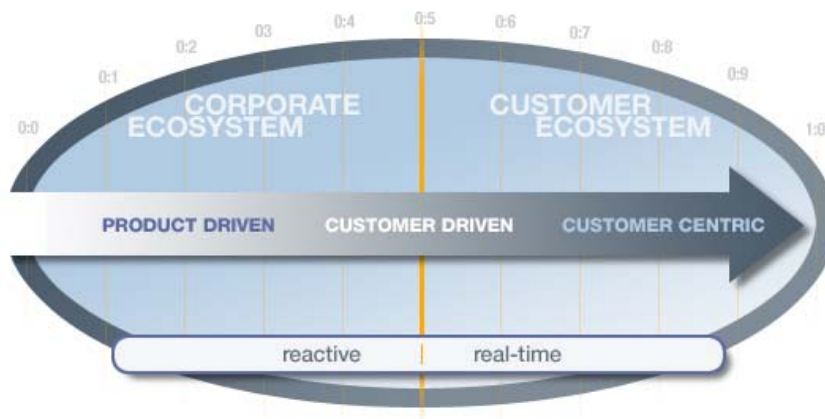 0:0
0:1
0:2
03
0:4
0:5
0:6
0:7
0:8
0:9
1:0
CORPORATE
ECOSYSTEM
CUSTOMER
ECOSYSTEM
PRODUCT DRIVEN
CUSTOMER DRIVEN
CUSTOMER CENTRIC
reactive
real-time